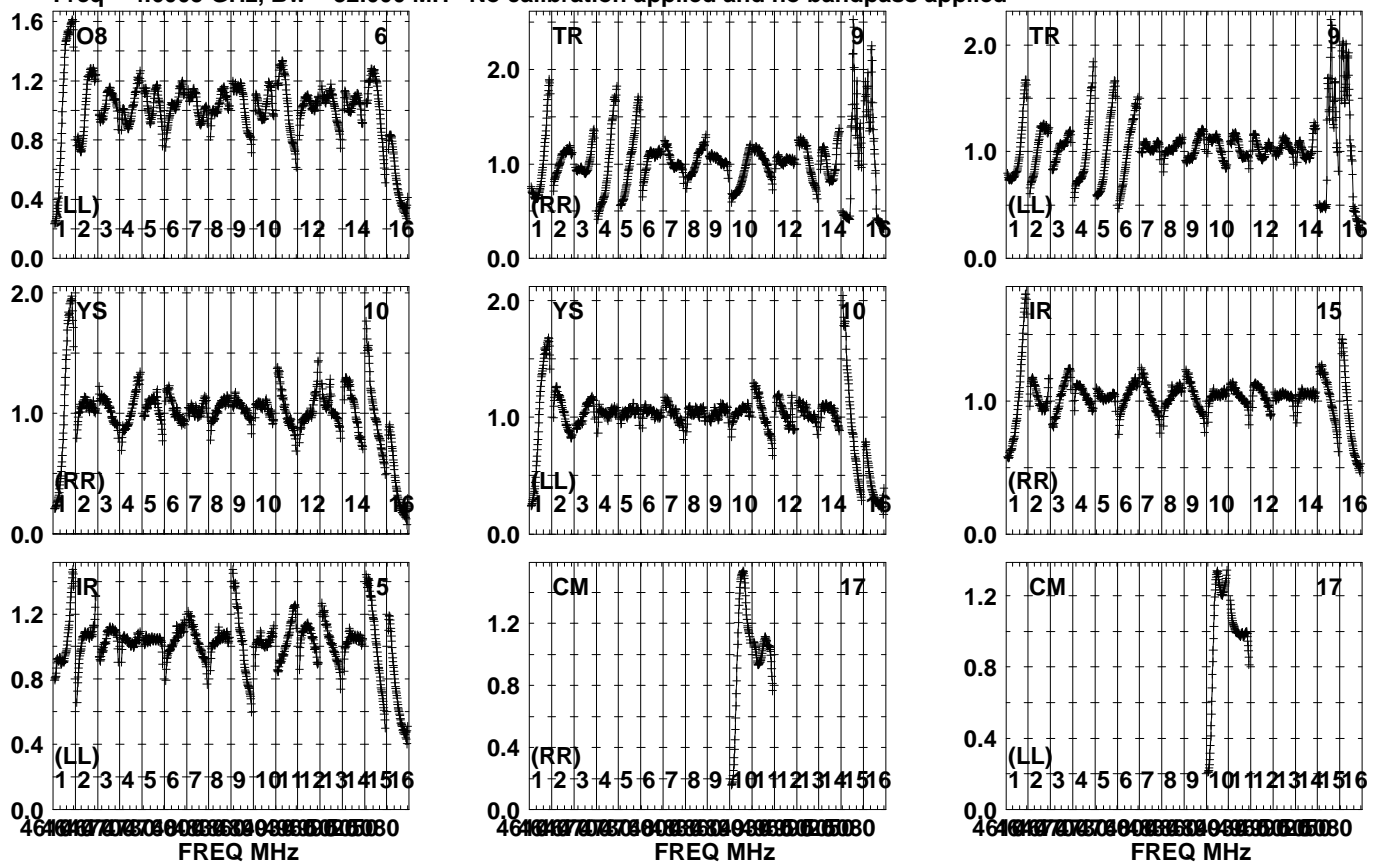 No calibration applied and no bandpass applied
1.6 O8 6
1.2
0.8
0.4 (LL)
1 2 3 4 5 6 7 8 9 10 12 14 16
0.0
TR 9
2.0
1.0
(RR)
1 2 3 4 5 6 7 8 9 10 12 14 16
0.0
TR 9
2.0
1.0
(LL)
1 2 3 4 5 6 7 8 9 10 12 14 16
0.0
2.0 YS 10
1.0
(RR)
1 2 3 4 5 6 7 8 9 10 12 14 16
0.0
2.0 YS 10
1.0
(LL)
1 2 3 4 5 6 7 8 9 10 12 14 16
0.0
IR 15
1.0
(RR)
1 2 3 4 5 6 7 8 9 10 12 14 16
0.0
IR
1.2
0.8
0.4 (LL)
1 2 3 4 5 6 7 8 9 10 11 12 13 14 15 16
0.0
FREQ MHz
CM 17
1.2
0.8
0.4 (RR)
1 2 3 4 5 6 7 8 9 10 11 12 13 14 15 16
0.0
FREQ MHz
CM 17
1.2
0.8
0.4 (LL)
1 2 3 4 5 6 7 8 9 10 11 12 13 14 15 16
0.0
FREQ MHz